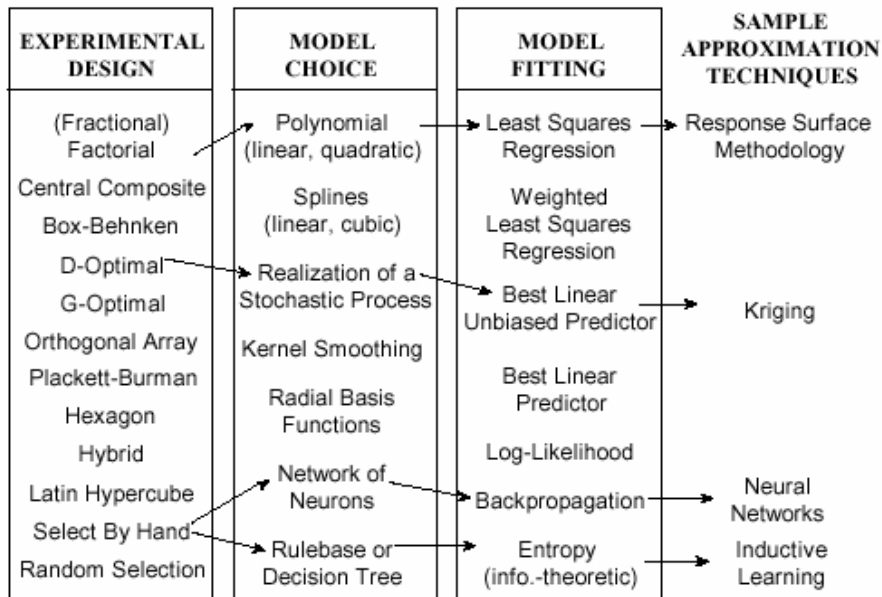 EXPERIMENTAL
DESIGN
(Fractional)
Factorial
Central Composite
Box-Behnken
D-Optimal
G-Optimal
Orthogonal Array
Plackett-Burman
Hexagon
Hybrid
Latin Hypercube
Select By Hand
Random Selection
MODEL
CHOICE
Polynomial
(linear, quadratic)
Splines
(linear, cubic)
Realization of a
Stochastic Process
Kernel Smoothing
Radial Basis
Functions
Network of
Neurons
Rulebase or
Decision Tree
MODEL
FITTING
Least Squares
Regression
Weighted
Least Squares
Regression
Best Linear
Unbiased Predictor
Best Linear
Predictor
Log-Likelihood
Backpropagation
Entropy
(info.-theoretic)
SAMPLE
APPROXIMATION
TECHNIQUES
Response Surface
Methodology
Kriging
Neural
Networks
Inductive
Learning